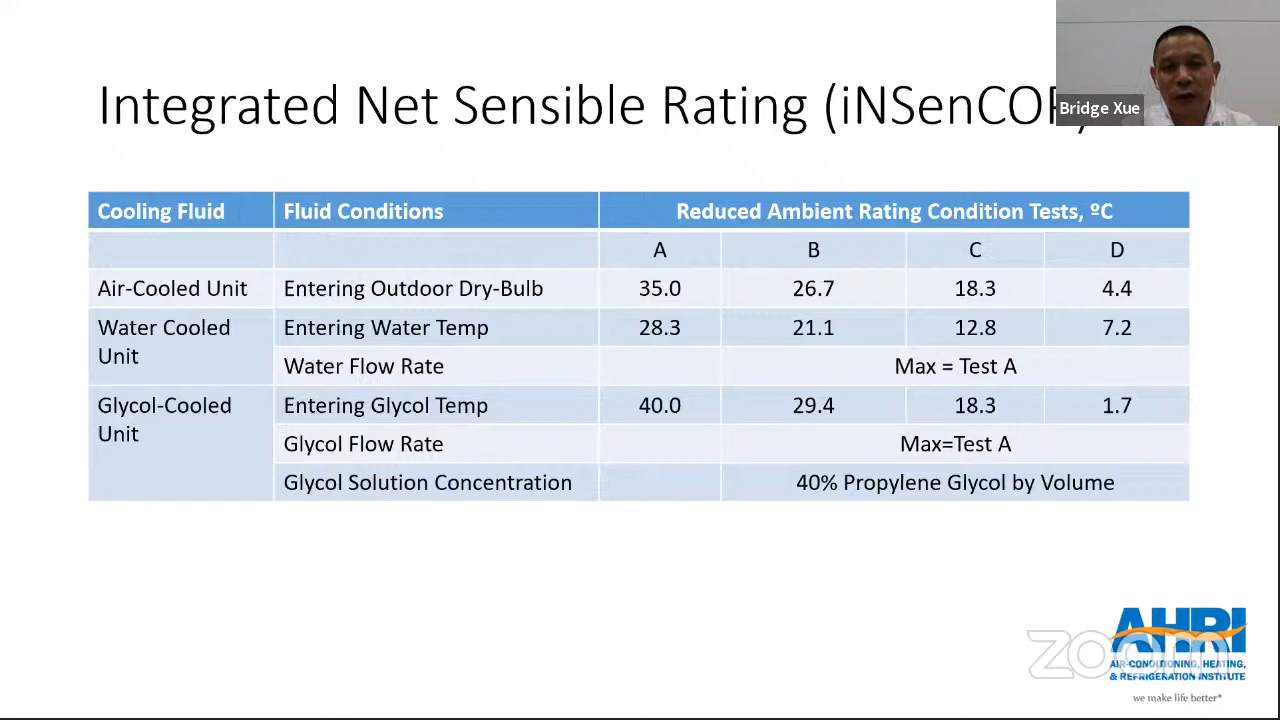 Integrated Net Sensible Rating (iNSenCOP)
Bridge Xue
Cooling Fluid Fluid Conditions Reduced Ambient Rating Condition Tests, ºC
A B C D
Air-Cooled Unit Entering Outdoor Dry-Bulb 35.0 26.7 18.3 4.4
Water Cooled Unit Entering Water Temp 28.3 21.1 12.8 7.2
Water Flow Rate Max = Test A
Glycol-Cooled Unit Entering Glycol Temp 40.0 29.4 18.3 1.7
Glycol Flow Rate Max=Test A
Glycol Solution Concentration 40% Propylene Glycol by Volume
AHRI
zoom
AIR-CONDITIONING, HEATING,
& REFRIGERATION INSTITUTE
we make life better*